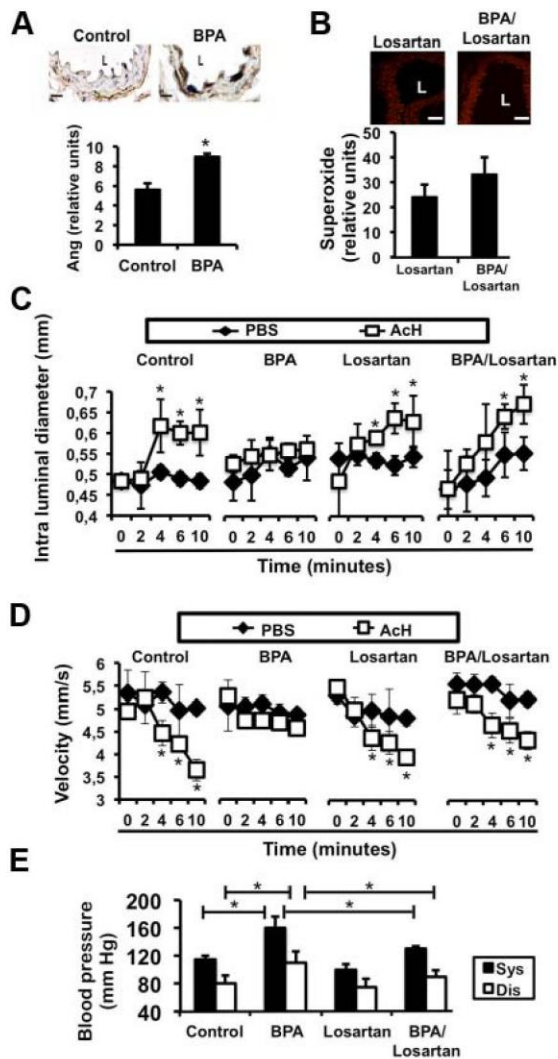 A
Control BPA
L L
Ang (relative units)
10
8
6
4
2
0
*
Control BPA
B
Losartan BPA/
Losartan
L L
Superoxide
(relative units)
50
40
30
20
10
0
Losartan BPA/
Losartan
C
PBS AcH
Control BPA Losartan BPA/Losartan
Intra luminal diameter (mm)
0,7
0,65
0,6
0,55
0,5
0,45
0,4
* * *
* * *
* *
0 2 4 6 10 0 2 4 6 10 0 2 4 6 10 0 2 4 6 10
Time (minutes)
D
PBS AcH
Control BPA Losartan BPA/Losartan
Velocity (mm/s)
6
5,5
5
4,5
4
3,5
3
* * *
* * *
* * *
0 2 4 6 10 0 2 4 6 10 0 2 4 6 10 0 2 4 6 10
Time (minutes)
E
Blood pressure
(mm Hg)
200
160
120
80
40
* *
* *
Sys
Dis
Control BPA Losartan BPA/
Losartan